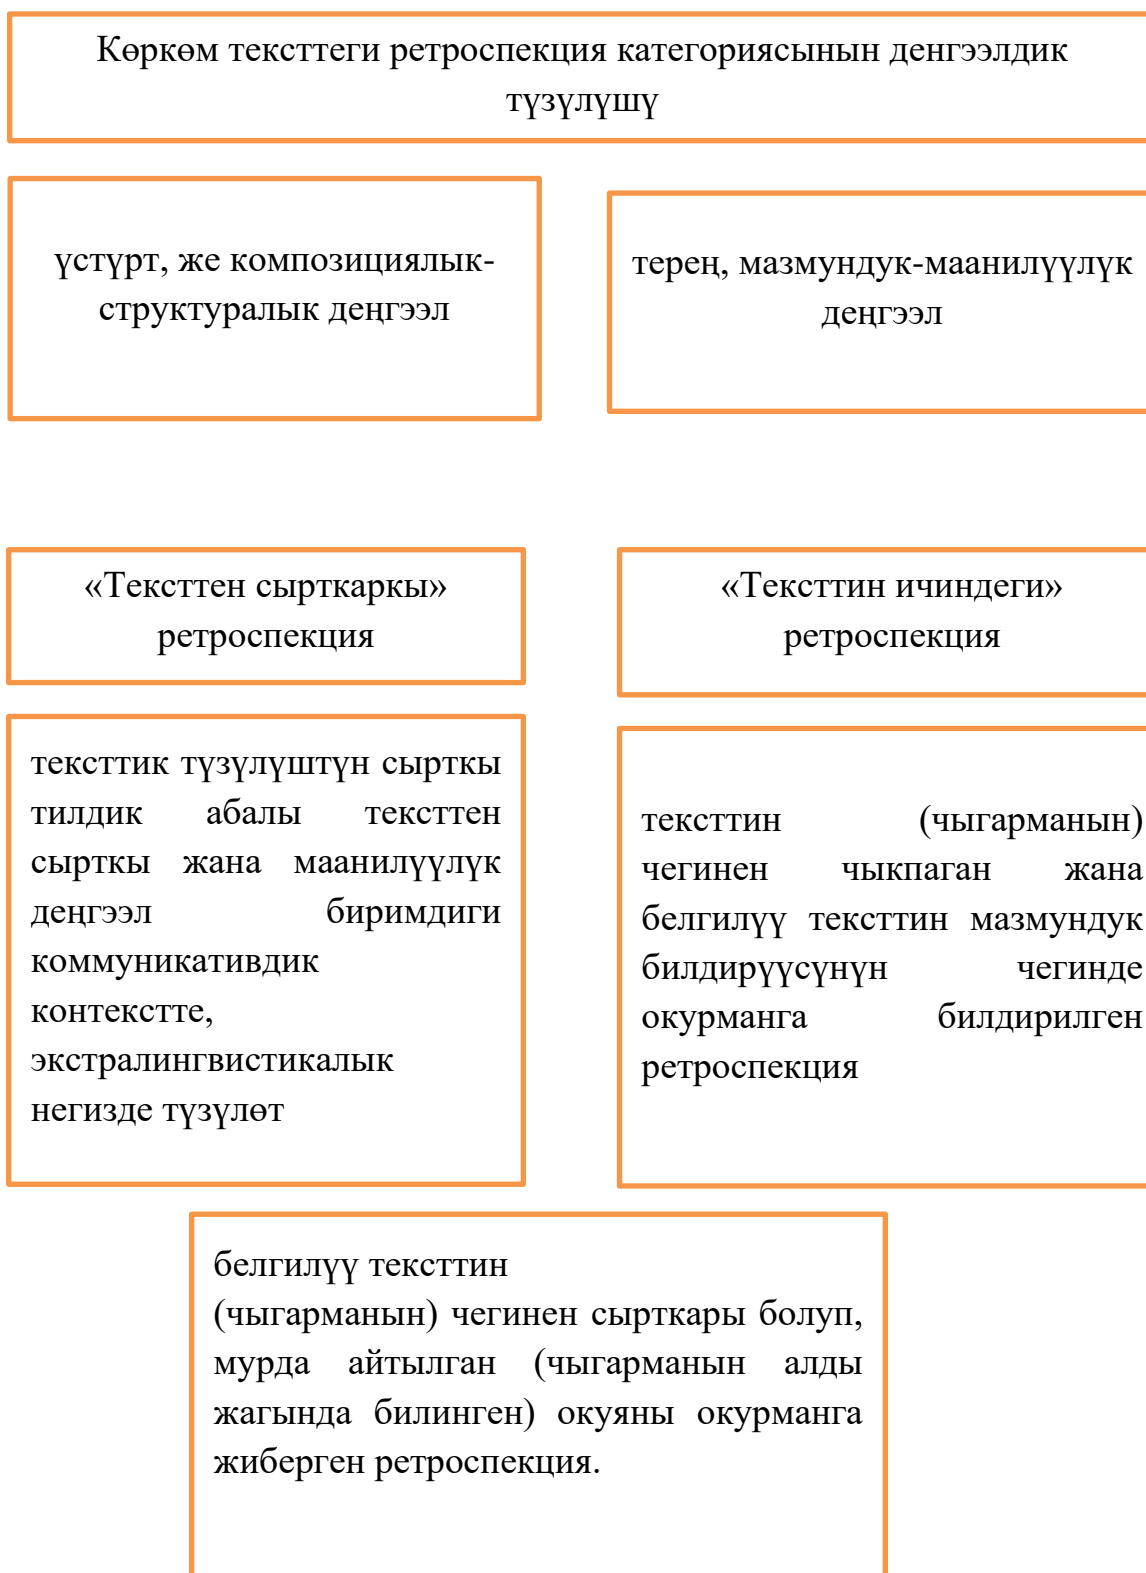 Көркөм тексттеги ретроспекция категориясынын денгээлдик
түзүлүшү
үстүрт, же композициялык-
структуралык деңгээл
терең, мазмундук-маанилүүлүк
деңгээл
«Тексттен сырткаркы»
ретроспекция
«Тексттин ичиндеги»
ретроспекция
тексттик түзүлүштүн сырткы
тилдик абалы тексттен
сырткы жана маанилүүлүк
деңгээл биримдиги
коммуникативдик
контекстте,
экстралингвистикалык
негизде түзүлөт
тексттин (чыгарманын)
чегинен чыкпаган жана
белгилүү тексттин мазмундук
билдирүүсүнүн чегинде
окурманга билдирилген
ретроспекция
белгилүү тексттин
(чыгарманын) чегинен сырткары болуп,
мурда айтылган (чыгарманын алды
жагында билинген) окуяны окурманга
жиберген ретроспекция.